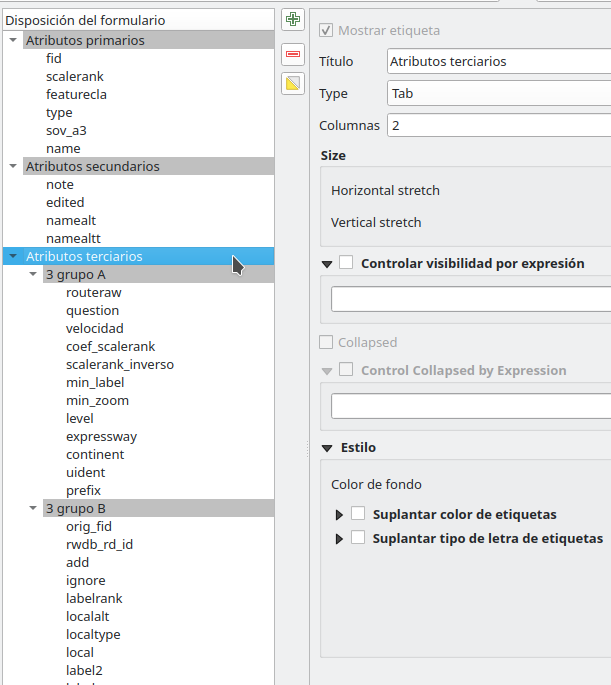 Disposición del formulario
Atributos primarios
fid
scalerank
featurecla
type
sov_a3
name
Atributos secundarios
note
edited
namealt
namealtt
Atributos terciarios
3 grupo A
routeraw
question
velocidad
coef_scalerank
scalerank_inverso
min_label
min_zoom
level
expressway
continent
uident
prefix
3 grupo B
orig_fid
rwdb_rd_id
add
ignore
labelrank
localalt
localtype
local
label2
Mostrar etiqueta
Título Atributos terciarios
Type Tab
Columnas 2
Size
Horizontal stretch
Vertical stretch
Controlar visibilidad por expresión
Collapsed
Control Collapsed by Expression
Estilo
Color de fondo
Suplantar color de etiquetas
Suplantar tipo de letra de etiquetas